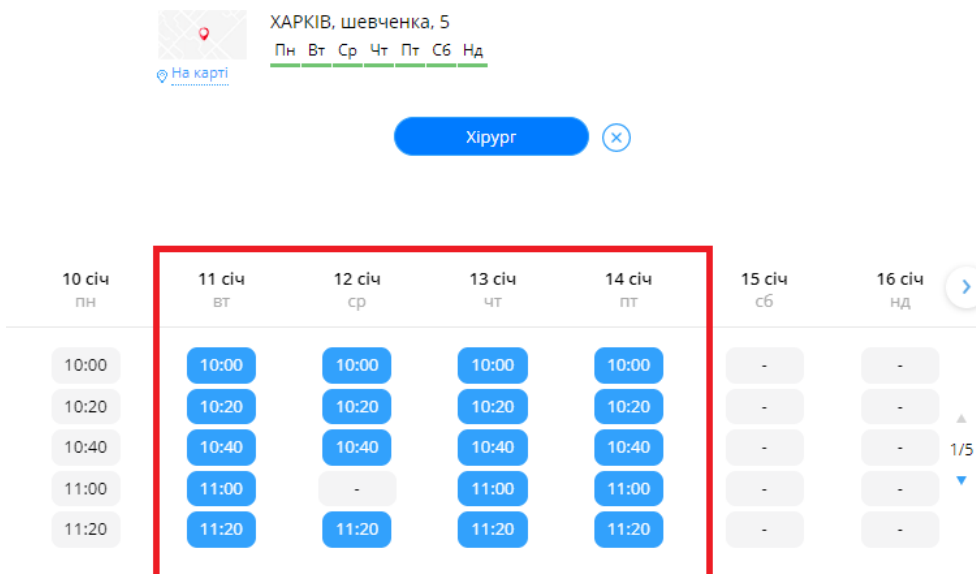 ХАРКІВ, шевченка, 5
Пн Вт Ср Чт Пт Сб Нд
На карті
Хірург
10 січ 11 січ 12 січ 13 січ 14 січ 15 січ 16 січ
пн вт ср чт пт сб нд
10:00 10:00 10:00 10:00 10:00 - -
10:20 10:20 10:20 10:20 10:20 - -
10:40 10:40 10:40 10:40 10:40 - -
1/5
11:00 11:00 - 11:00 11:00 - -
11:20 11:20 11:20 11:20 11:20 - -